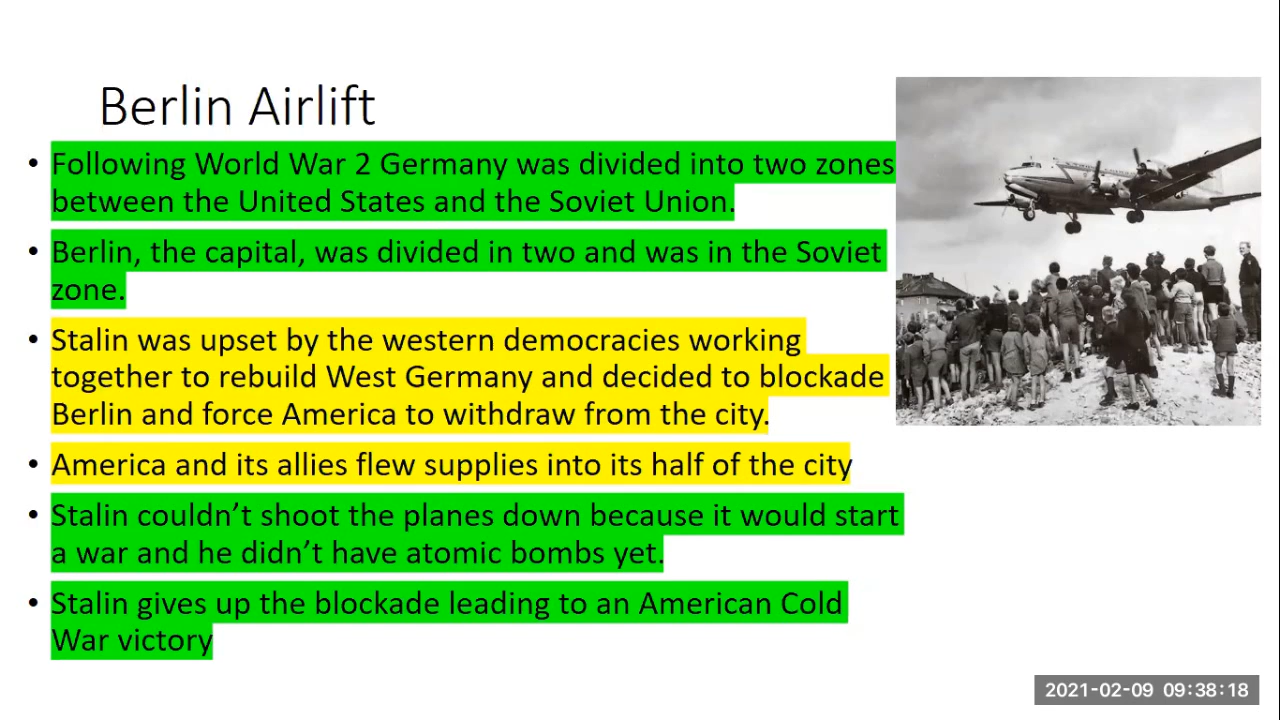 Berlin Airlift
• Following World War 2 Germany was divided into two zones
between the United States and the Soviet Union.
• Berlin, the capital, was divided in two and was in the Soviet
zone.
• Stalin was upset by the western democracies working
together to rebuild West Germany and decided to blockade
Berlin and force America to withdraw from the city.
• America and its allies flew supplies into its half of the city
• Stalin couldn’t shoot the planes down because it would start
a war and he didn’t have atomic bombs yet.
• Stalin gives up the blockade leading to an American Cold
War victory
2021-02-09 09:38:18